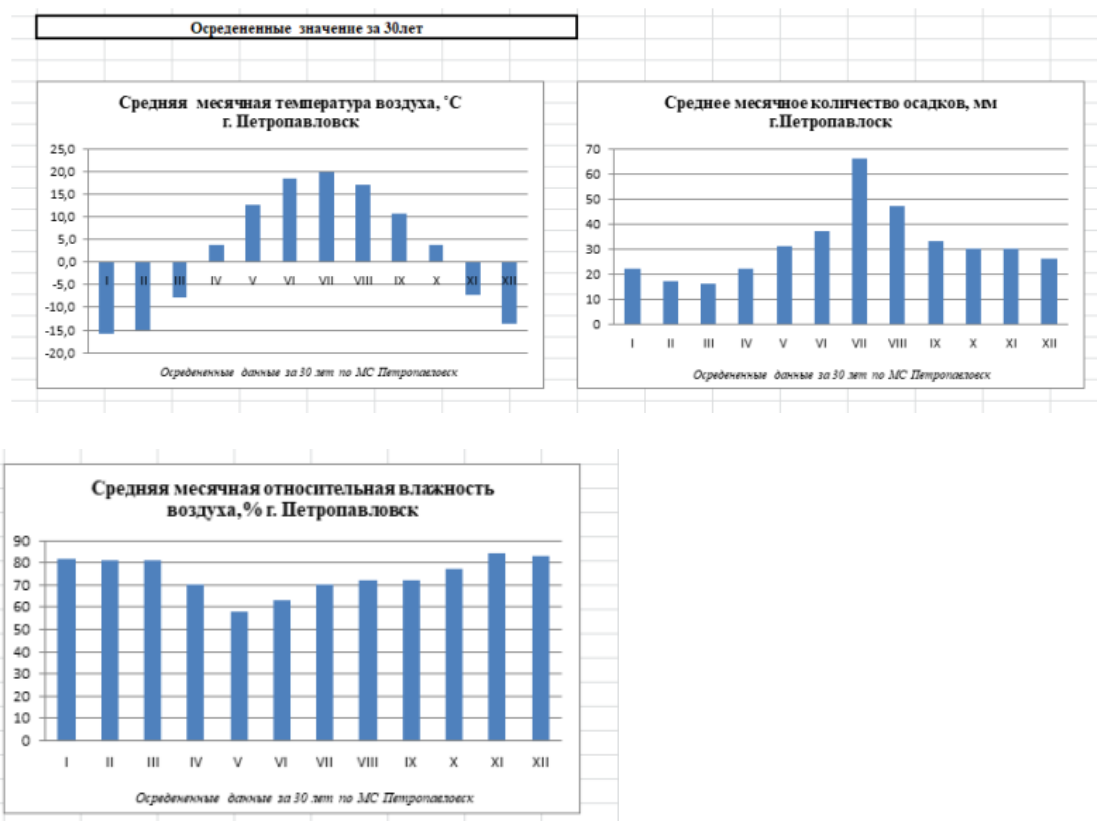 Осредененные значение за 30лет
Средняя месячная температура воздуха, ˚С
г. Петропавловск
25,0
20,0
15,0
10,0
5,0
0,0
-5,0
-10,0
-15,0
-20,0
I II III IV V VI VII VIII IX X XI XII
Осредененные данные за 30 лет по МС Петропавловск
Среднее месячное количество осадков, мм
г.Петропавлоск
70
60
50
40
30
20
10
0
I II III IV V VI VII VIII IX X XI XII
Осредененные данные за 30 лет по МС Петропавловск
Средняя месячная относительная влажность
воздуха,% г. Петропавловск
90
80
70
60
50
40
30
20
10
0
I II III IV V VI VII VIII IX X XI XII
Осредененные данные за 30 лет по МС Петропавловск